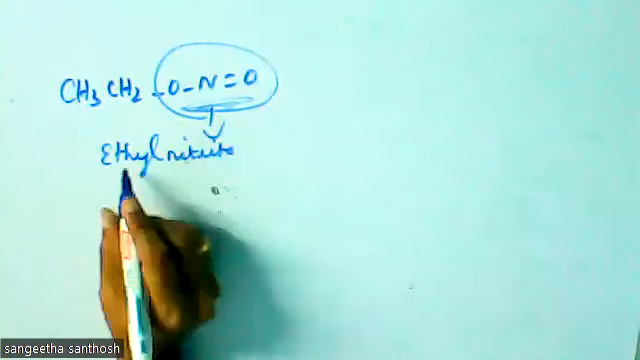 CH3 CH2 - O - N = O
Ethyl nitrite
sangeetha santhosh